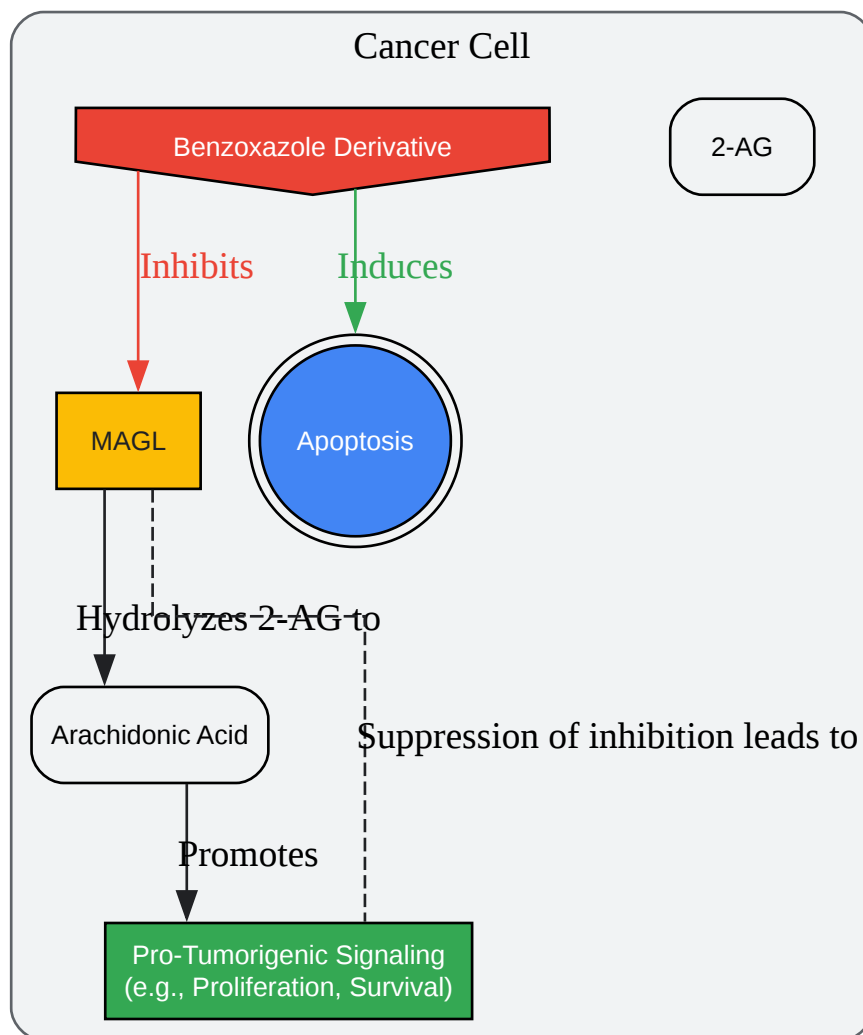 Cancer Cell
Benzoxazole Derivative
2-AG
Inhibits
Induces
MAGL
Apoptosis
Hydrolyzes 2-AG to
Arachidonic Acid
Suppression of inhibition leads to
Promotes
Pro-Tumorigenic Signaling
(e.g., Proliferation, Survival)